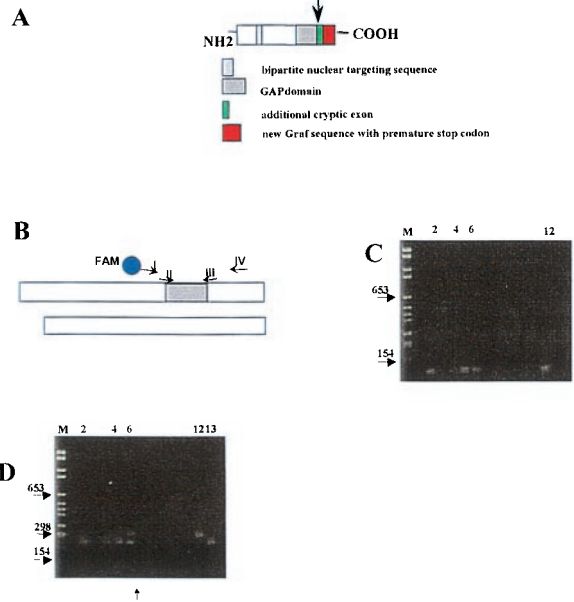 A
NH2 COOH
bipartite nuclear targeting sequence
GAPdomain
additional cryptic exon
new Graf sequence with premature stop codon
B
FAM I II III IV
C
M 2 4 6 12
653
154
D
M 2 4 6 12 13
653
298
154